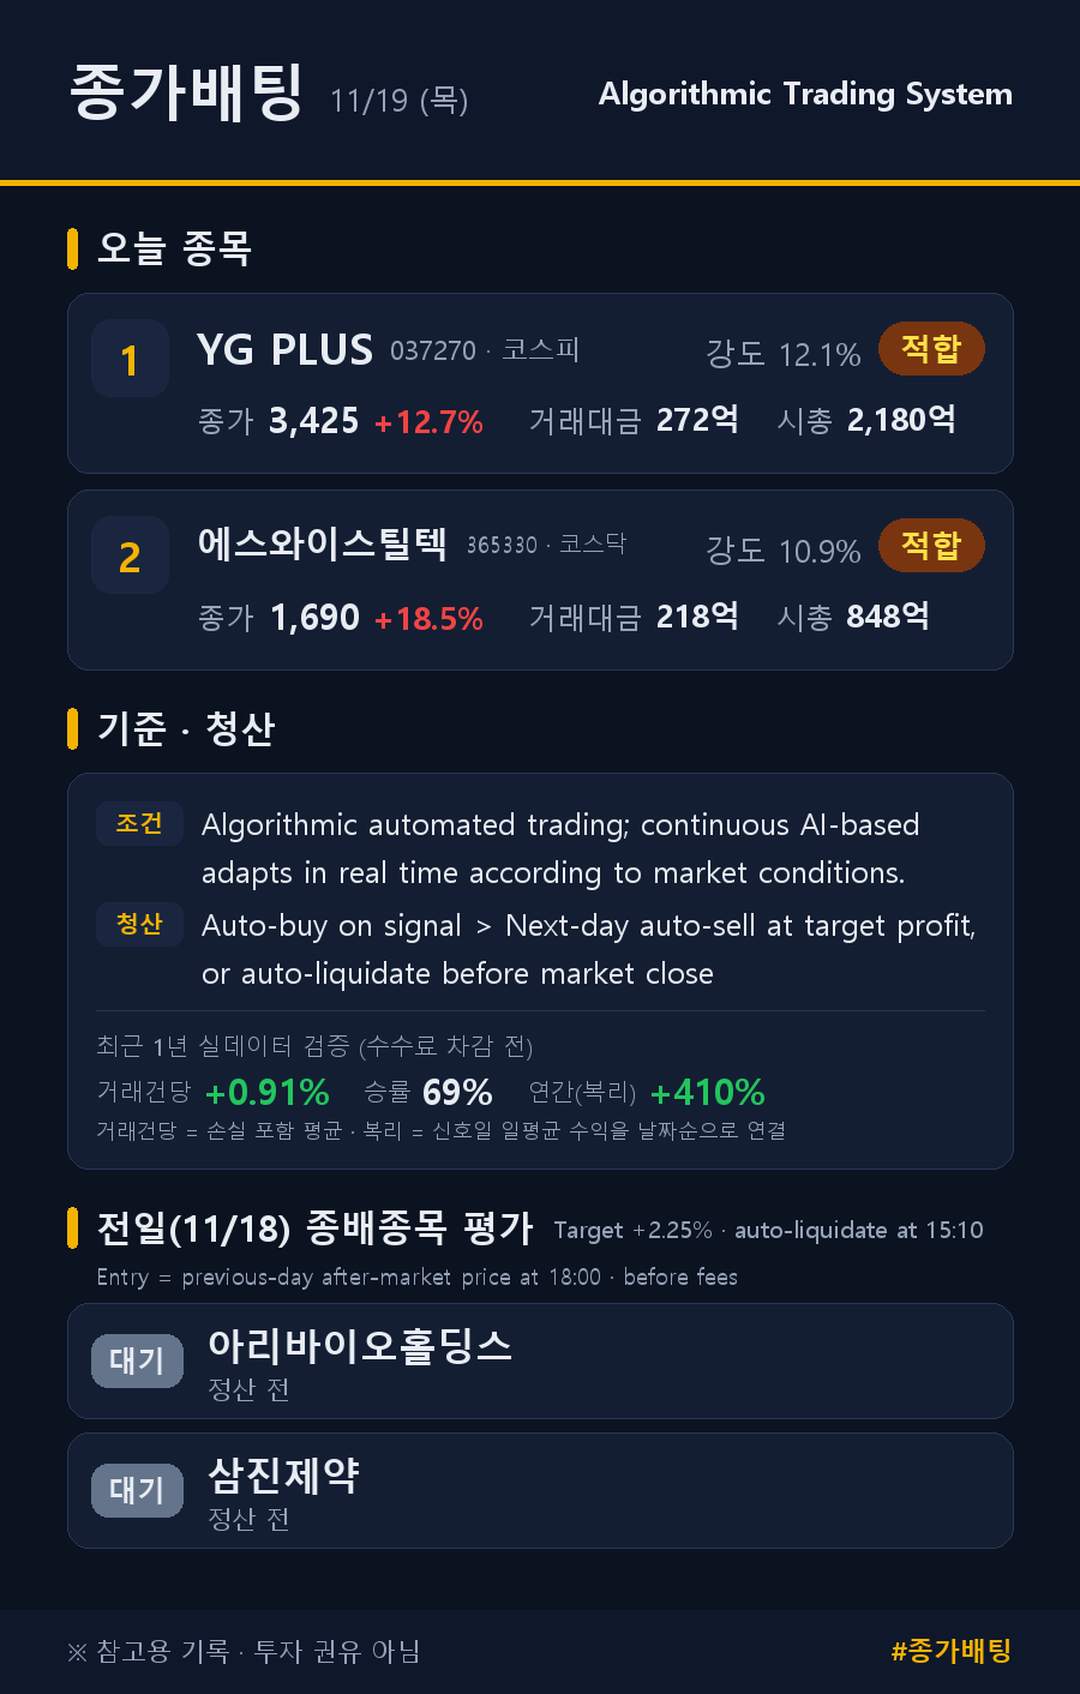 종가배팅 11/19 (목) Algorithmic Trading System
오늘 종목
1 YG PLUS 037270 · 코스피 강도 12.1% 적합
종가 3,425 +12.7% 거래대금 272억 시총 2,180억
2 에스와이스틸텍 365330 · 코스닥 강도 10.9% 적합
종가 1,690 +18.5% 거래대금 218억 시총 848억
기준 · 청산
조건 Algorithmic automated trading; continuous AI-based
adapts in real time according to market conditions.
청산 Auto-buy on signal > Next-day auto-sell at target profit,
or auto-liquidate before market close
최근 1년 실데이터 검증 (수수료 차감 전)
거래건당 +0.91% 승률 69% 연간(복리) +410%
거래건당 = 손실 포함 평균 · 복리 = 신호일 일평균 수익을 날짜순으로 연결
전일(11/18) 종배종목 평가 Target +2.25% · auto-liquidate at 15:10
Entry = previous-day after-market price at 18:00 · before fees
대기 아리바이오홀딩스
정산 전
대기 삼진제약
정산 전
※ 참고용 기록 · 투자 권유 아님 #종가배팅